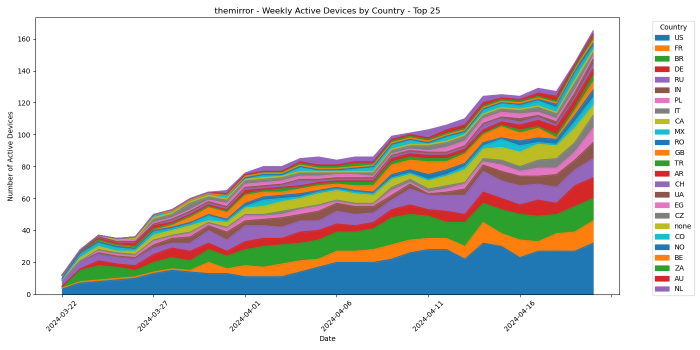 themirror - Weekly Active Devices by Country - Top 25
Number of Active Devices
160
140
120
100
80
60
40
20
0
2024-03-22
2024-03-27
2024-04-01
2024-04-06
2024-04-11
2024-04-16
Date
Country
US
FR
BR
DE
RU
IN
PL
IT
CA
MX
RO
GB
TR
AR
CH
UA
EG
CZ
none
CO
NO
BE
ZA
AU
NL